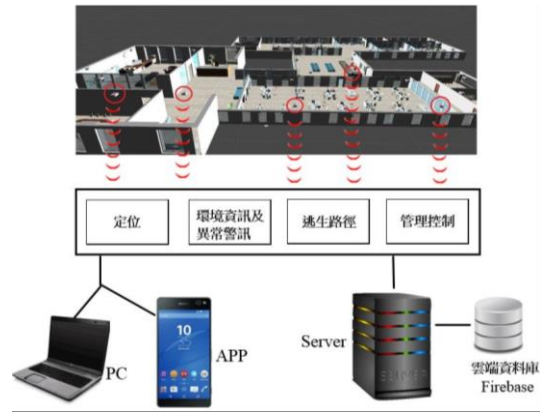 定位
環境資訊及
異常警訊
逃生路徑
管理控制
10
PC
APP
Server
SERVER
雲端資料庫
Firebase